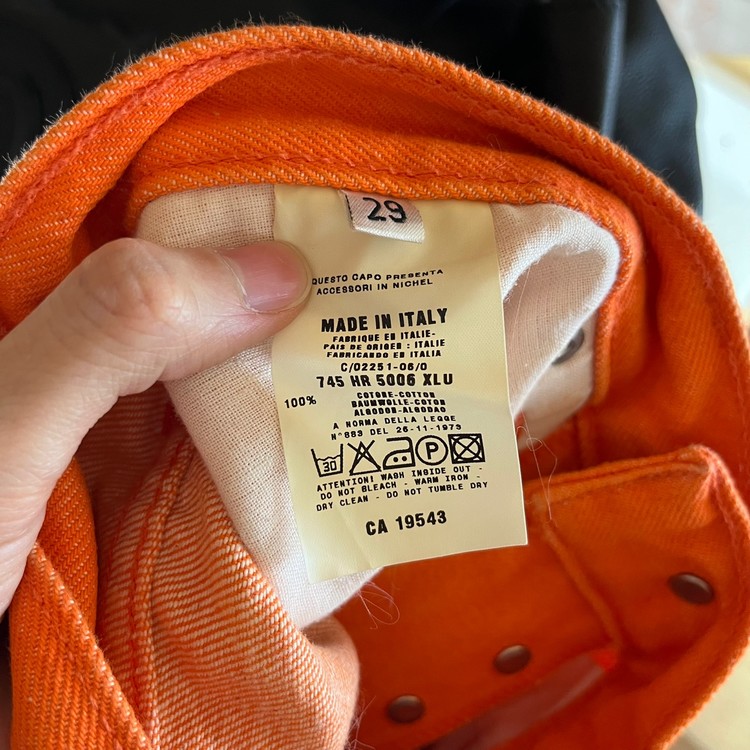 29
QUESTO CAPO PRESENTA
ACCESSORI IN NICHEL
MADE IN ITALY
FABRIQUE EN ITALIE-
PAIS DE ORIGEN : ITALIE
FABRICANDO EN ITALIA
C/02251-06/0
745 HR 5006 XLU
100% COTORE-COTTON
BAUMWOLLE-COTON
ALGODON-ALGODAO
A NORMA DELLA LEGGE
N°883 DEL 26-11-1973
30 P
ATTENTION! WASH INSIDE OUT -
DO NOT BLEACH - WARM IRON -
DRY CLEAN - DO NOT TUMBLE DRY
CA 19543